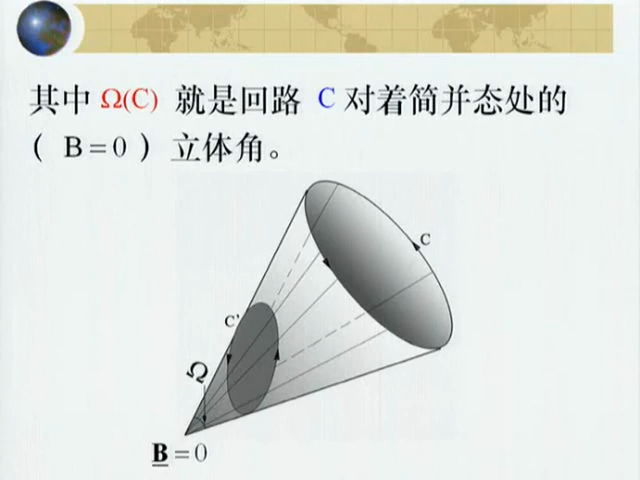 其中 Ω(C) 就是回路 C 对着简并态处的
（ B = 0 ）立体角。
C
C'
Ω
B = 0